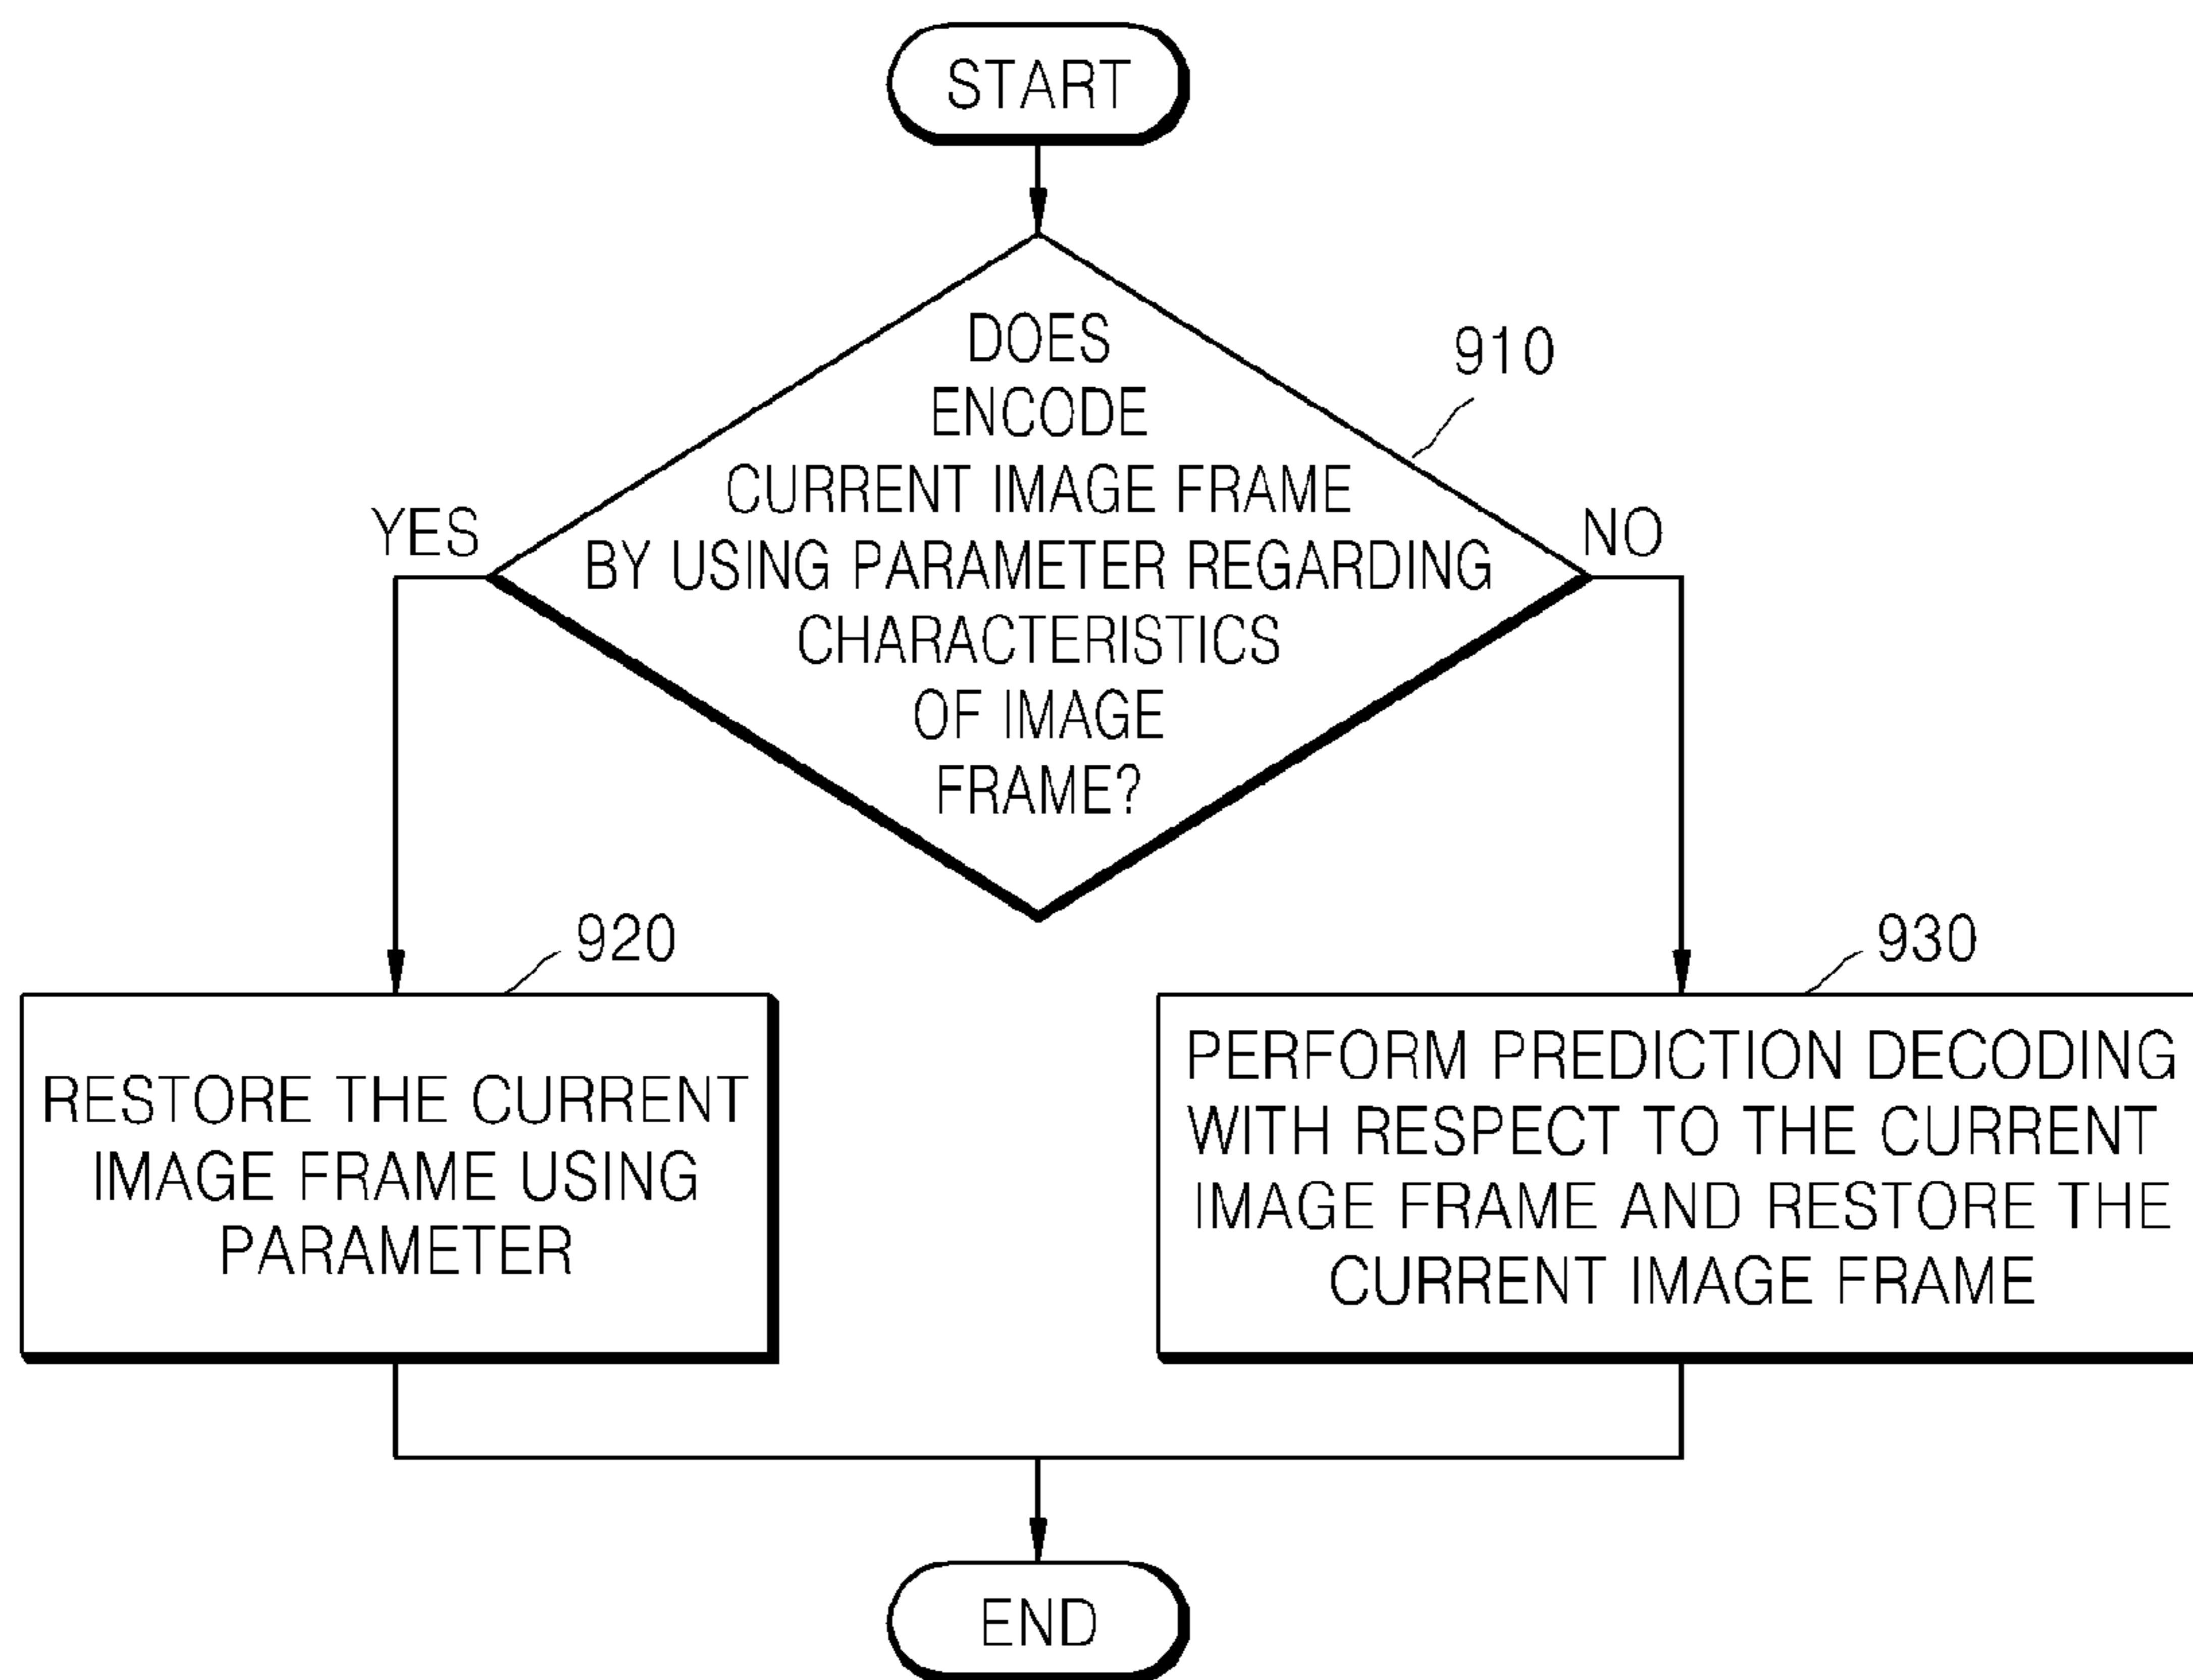 START
DOES
ENCODE
CURRENT IMAGE FRAME
BY USING PARAMETER REGARDING
CHARACTERISTICS
OF IMAGE
FRAME?
910
YES
NO
920
RESTORE THE CURRENT
IMAGE FRAME USING
PARAMETER
930
PERFORM PREDICTION DECODING
WITH RESPECT TO THE CURRENT
IMAGE FRAME AND RESTORE THE
CURRENT IMAGE FRAME
END